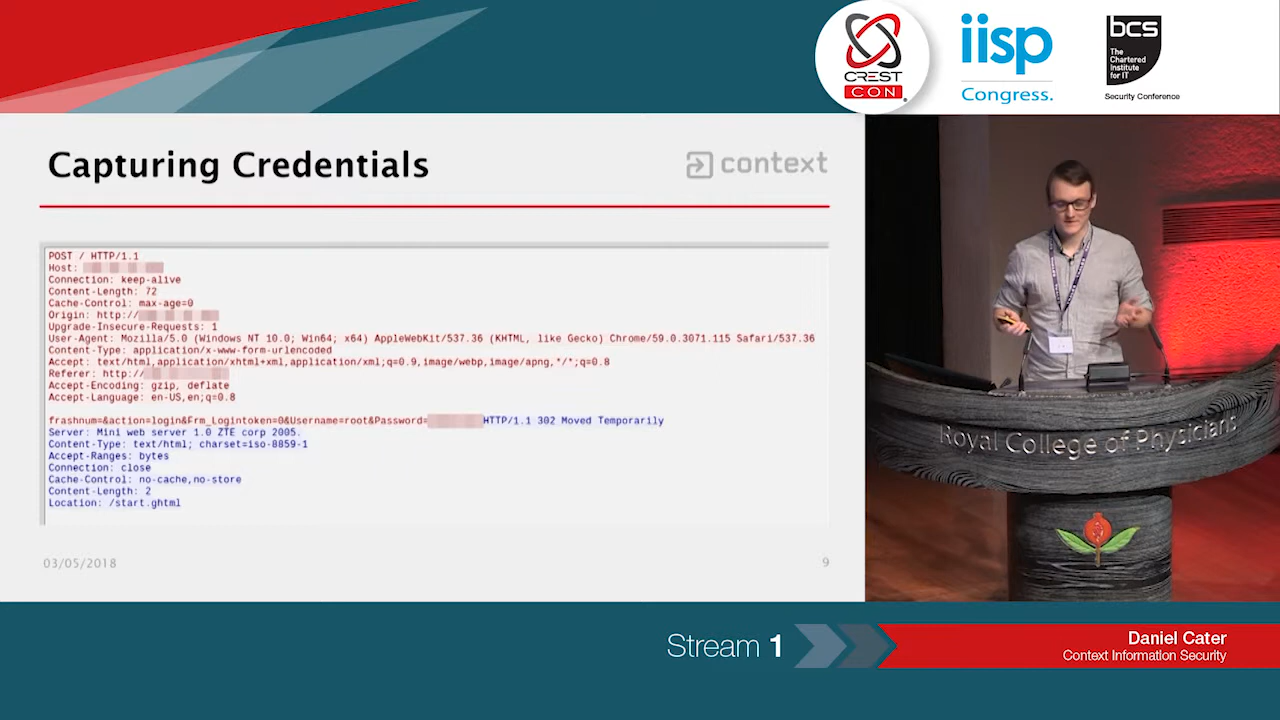 CREST
CON
iisp
Congress.
bcs
The
Chartered
Institute
for IT
Security Conference
Capturing Credentials
context
POST / HTTP/1.1
Host:
Connection: keep-alive
Content-Length: 72
Cache-Control: max-age=0
Origin: http://
Upgrade-Insecure-Requests: 1
User-Agent: Mozilla/5.0 (Windows NT 10.0; Win64; x64) AppleWebKit/537.36 (KHTML, like Gecko) Chrome/59.0.3071.115 Safari/537.36
Content-Type: application/x-www-form-urlencoded
Accept: text/html,application/xhtml+xml,application/xml;q=0.9,image/webp,image/apng,*/*;q=0.8
Referer: http://
Accept-Encoding: gzip, deflate
Accept-Language: en-US,en;q=0.8
frashnum=&action=login&Frm_Logintoken=0&Username=root&Password= HTTP/1.1 302 Moved Temporarily
Server: Mini web server 1.0 ZTE corp 2005.
Content-Type: text/html; charset=iso-8859-1
Accept-Ranges: bytes
Connection: close
Cache-Control: no-cache,no-store
Content-Length: 2
Location: /start.ghtml
03/05/2018
9
Royal College of Physicians
Stream 1
Daniel Cater
Context Information Security